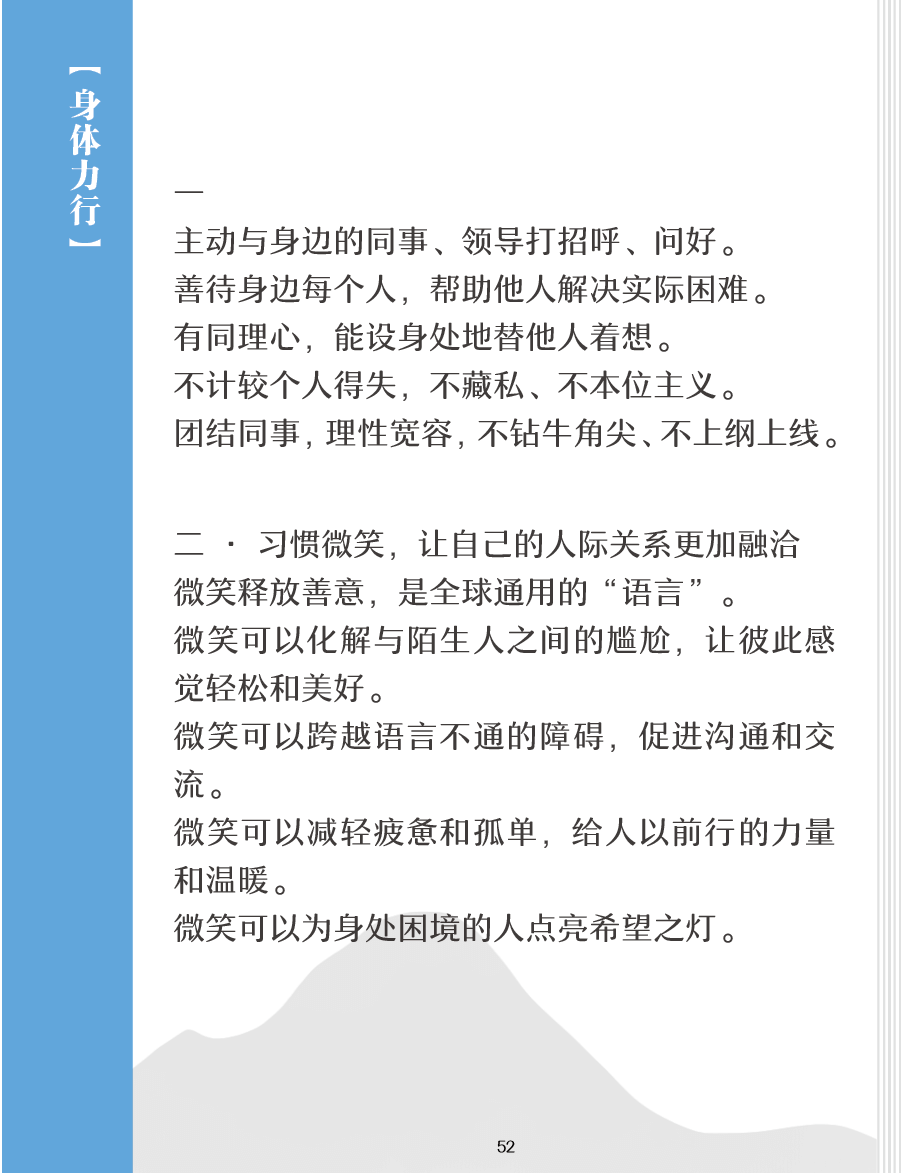 【身体力行】
一
主动与身边的同事、领导打招呼、问好。
善待身边每个人，帮助他人解决实际困难。
有同理心，能设身处地替他人着想。
不计较个人得失，不藏私、不本位主义。
团结同事，理性宽容，不钻牛角尖、不上纲上线。
二 · 习惯微笑，让自己的人际关系更加融洽
微笑释放善意，是全球通用的“语言”。
微笑可以化解与陌生人之间的尴尬，让彼此感
觉轻松和美好。
微笑可以跨越语言不通的障碍，促进沟通和交
流。
微笑可以减轻疲惫和孤单，给人以前行的力量
和温暖。
微笑可以为身处困境的人点亮希望之灯。
52